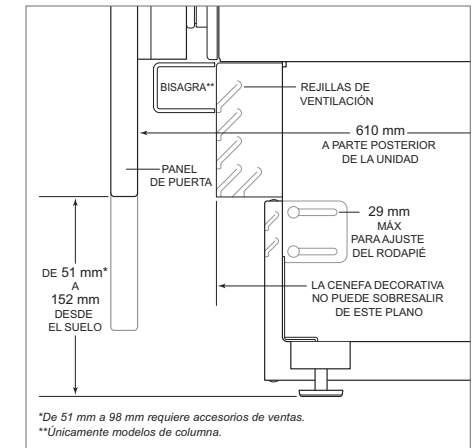 BISAGRA**
REJILLAS DE
VENTILACIÓN
610 mm
A PARTE POSTERIOR
DE LA UNIDAD
PANEL
DE PUERTA
29 mm
MÁX
PARA AJUSTE
DEL RODAPIÉ
DE 51 mm*
A
152 mm
DESDE
EL SUELO
LA CENEFA DECORATIVA
NO PUEDE SOBRESALIR
DE ESTE PLANO
*De 51 mm a 98 mm requiere accesorios de ventas.
**Únicamente modelos de columna.